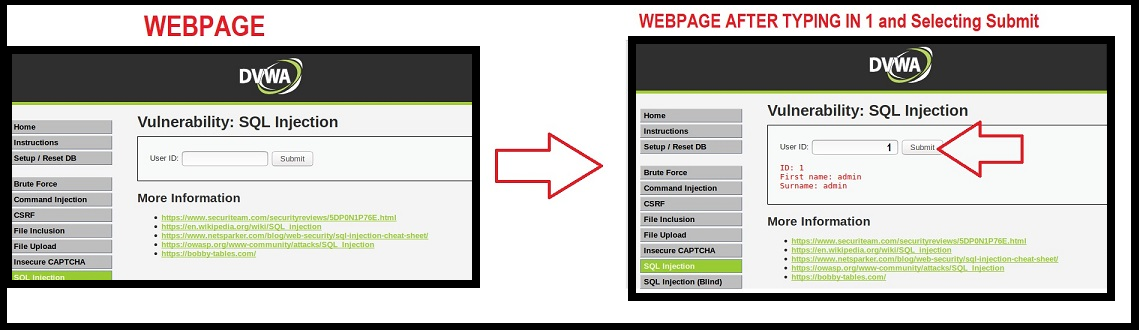 WEBPAGE
DVWA
Home
Instructions
Setup / Reset DB
Brute Force
Command Injection
CSRF
File Inclusion
File Upload
Insecure CAPTCHA
SQL Injection
Vulnerability: SQL Injection
User ID:
Submit
More Information
https://www.securiteam.com/securityreviews/5DP0N1P76E.html
https://en.wikipedia.org/wiki/SQL_injection
https://www.netsparker.com/blog/web-security/sql-injection-cheat-sheet/
https://owasp.org/www-community/attacks/SQL_Injection
https://bobby-tables.com/
WEBPAGE AFTER TYPING IN 1 and Selecting Submit
DVWA
Home
Instructions
Setup / Reset DB
Brute Force
Command Injection
CSRF
File Inclusion
File Upload
Insecure CAPTCHA
SQL Injection
SQL Injection (Blind)
Vulnerability: SQL Injection
User ID: 1 Submit
ID: 1
First name: admin
Surname: admin
More Information
https://www.securiteam.com/securityreviews/5DP0N1P76E.html
https://en.wikipedia.org/wiki/SQL_injection
https://www.netsparker.com/blog/web-security/sql-injection-cheat-sheet/
https://owasp.org/www-community/attacks/SQL_Injection
https://bobby-tables.com/